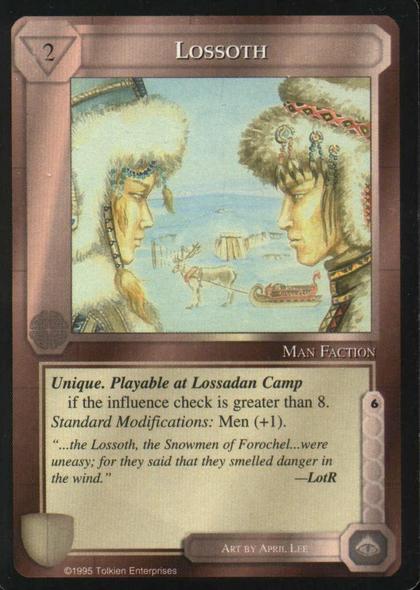 2
LOSSOTH
MAN FACTION
Unique. Playable at Lossadan Camp
if the influence check is greater than 8.
Standard Modifications: Men (+1).
"...the Lossoth, the Snowmen of Forochel...were
uneasy; for they said that they smelled danger in
the wind." —LotR
6
ART BY APRIL LEE
©1995 Tolkien Enterprises